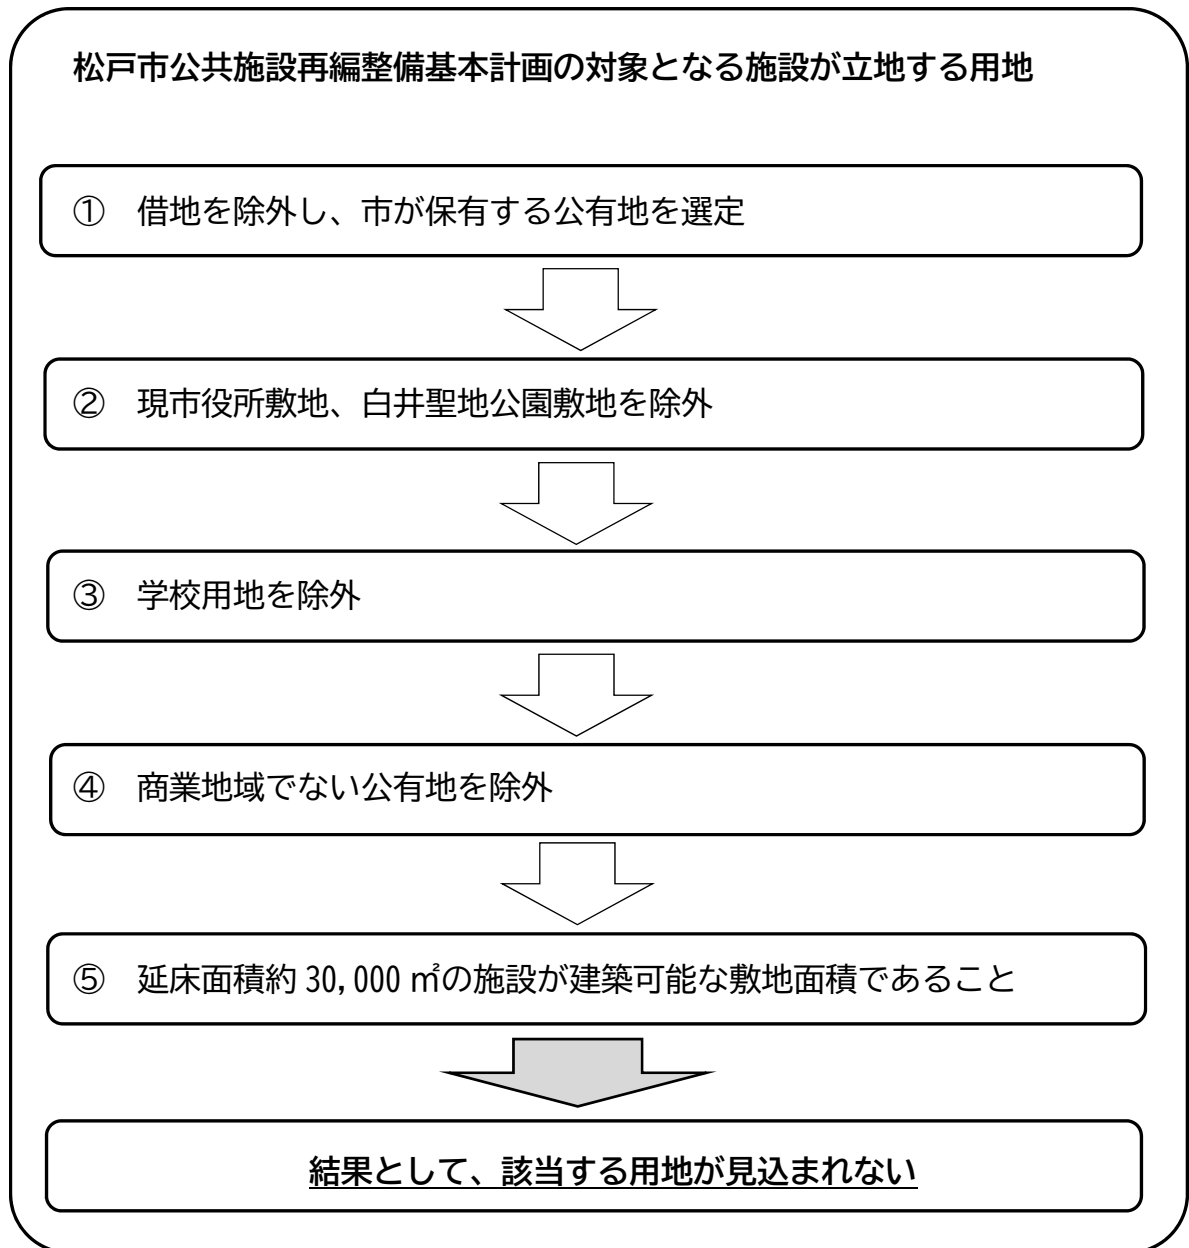 松戸市公共施設再編整備基本計画の対象となる施設が立地する用地
① 借地を除外し、市が保有する公有地を選定
② 現市役所敷地、白井聖地公園敷地を除外
③ 学校用地を除外
④ 商業地域でない公有地を除外
⑤ 延床面積約 30,000 ㎡の施設が建築可能な敷地面積であること
結果として、該当する用地が見込まれない